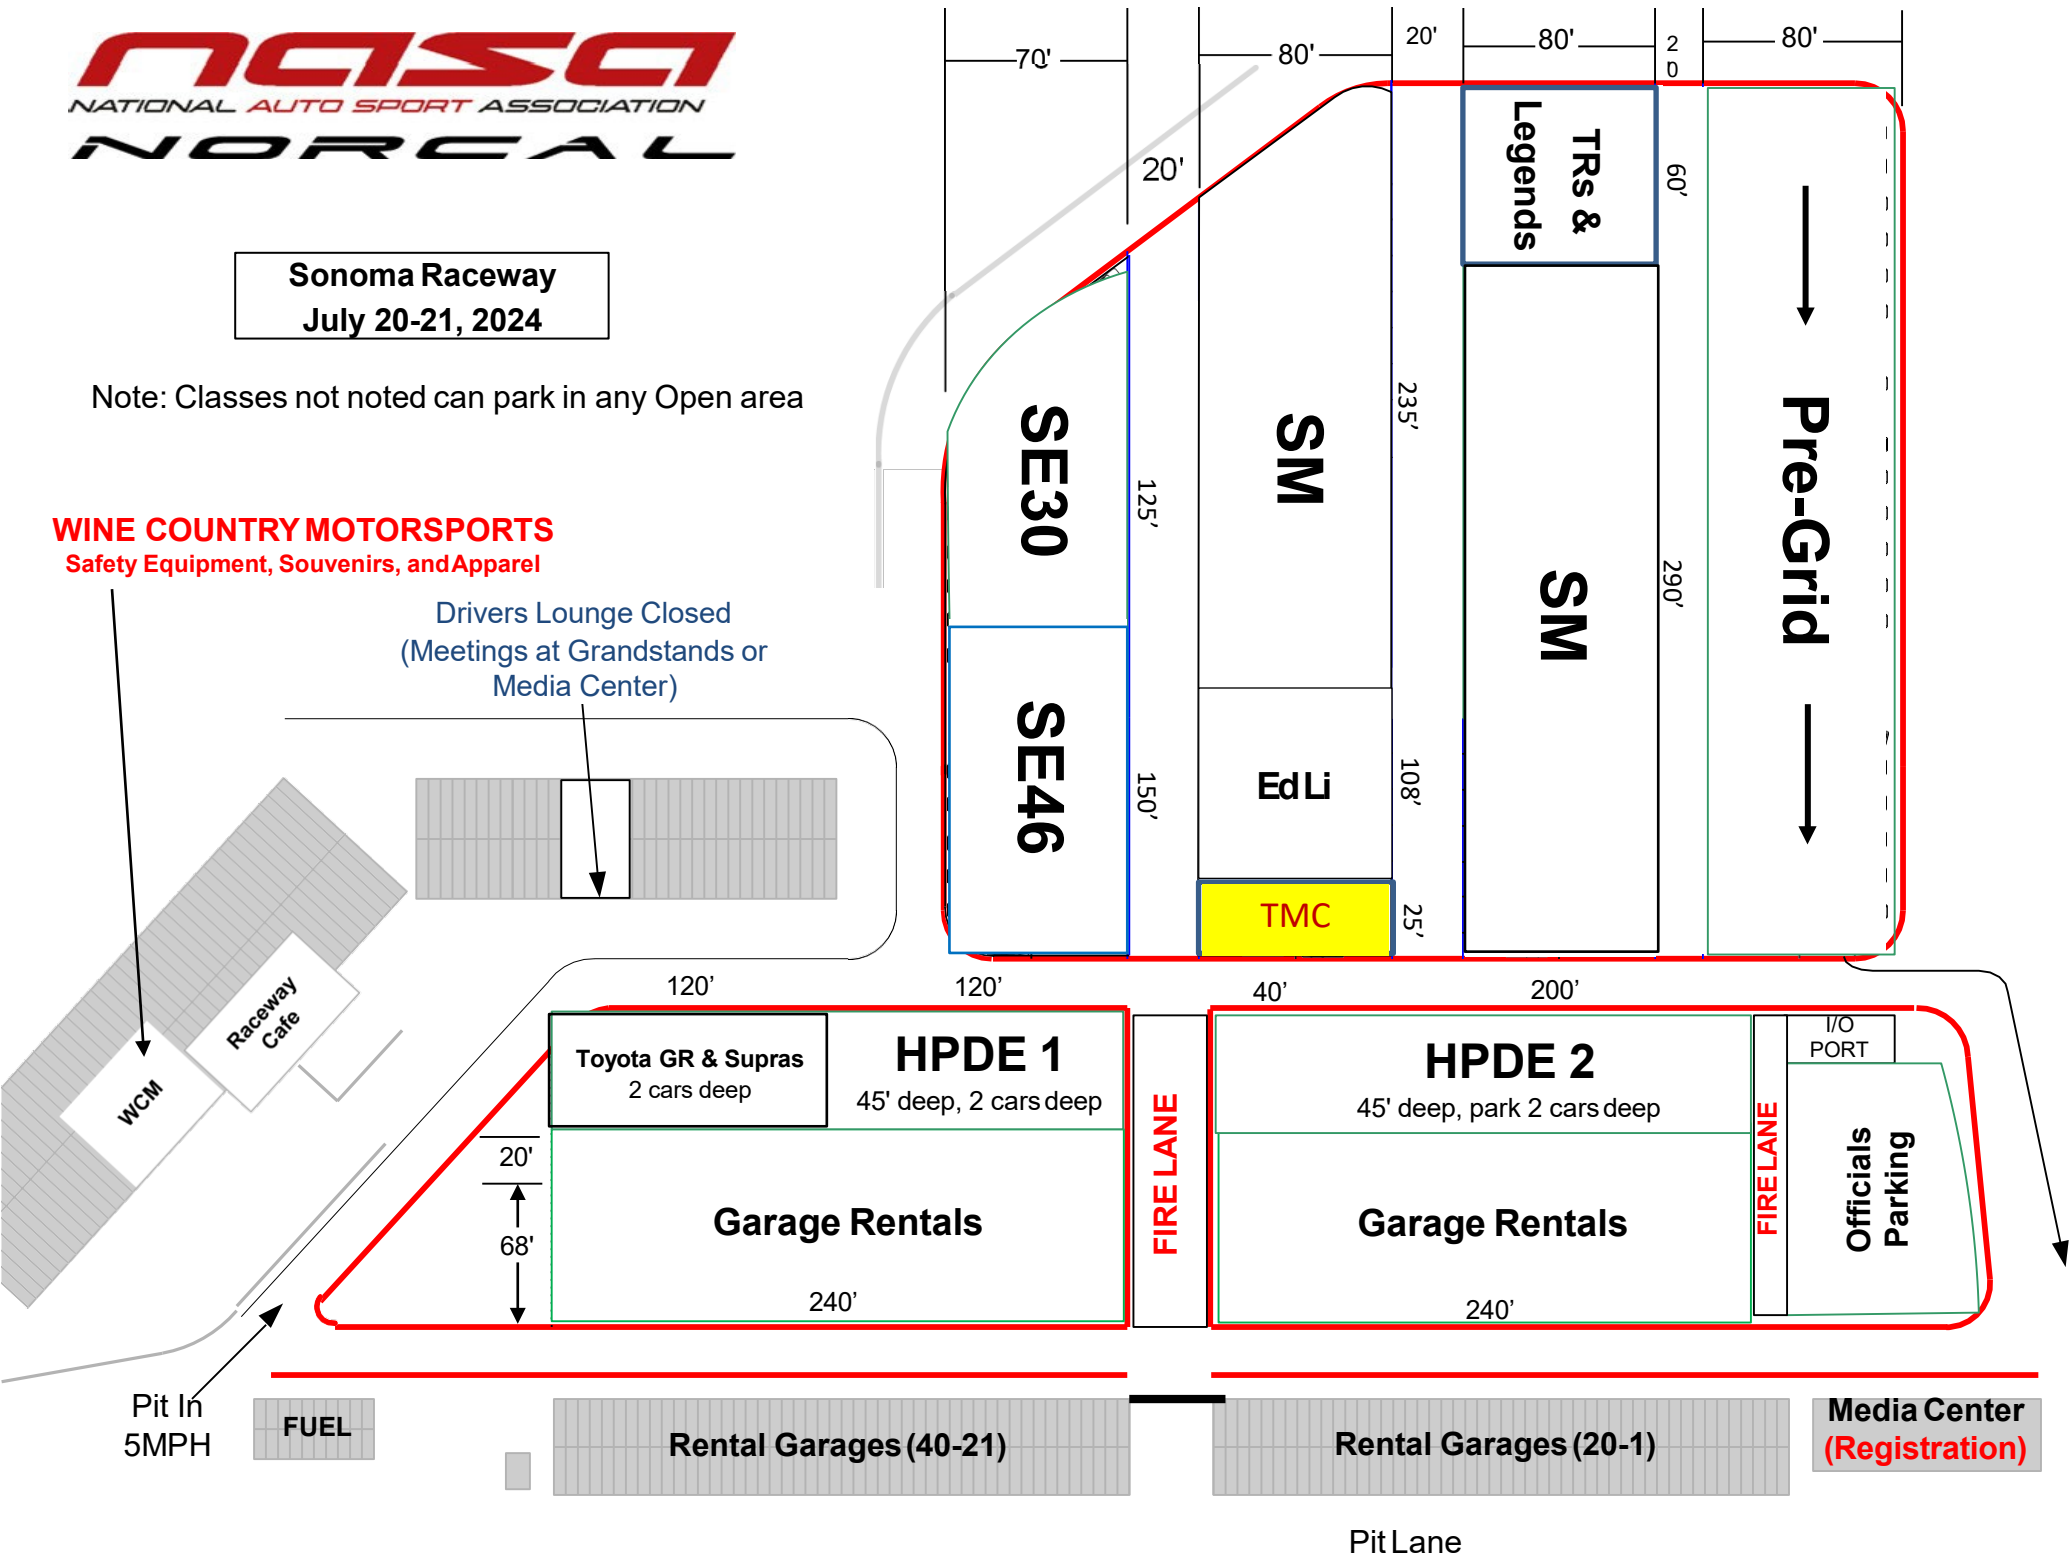 nasa
NATIONAL AUTO SPORT ASSOCIATION
NORCAL
Sonoma Raceway
July 20-21, 2024
Note: Classes not noted can park in any Open area
WINE COUNTRY MOTORSPORTS
Safety Equipment, Souvenirs, and Apparel
Drivers Lounge Closed
(Meetings at Grandstands or
Media Center)
70'
20'
80'
20'
80'
2
0
80'
TRs &
Legends
60'
SE30
125'
SM
235'
SM
290'
Pre-Grid
SE46
150'
Ed Li
108'
TMC
25'
Raceway
Cafe
WCM
120'
120'
40'
200'
Toyota GR & Supras
2 cars deep
HPDE 1
45' deep, 2 cars deep
HPDE 2
45' deep, park 2 cars deep
I/O
PORT
FIRE LANE
FIRE LANE
Officials
Parking
20'
68'
Garage Rentals
240'
Garage Rentals
240'
Pit In
5MPH
FUEL
Rental Garages (40-21)
Rental Garages (20-1)
Media Center
(Registration)
Pit Lane